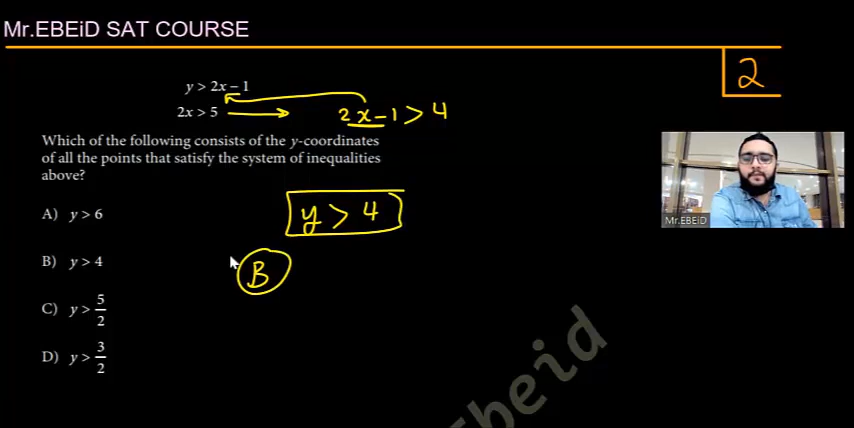 Mr.EBEiD SAT COURSE
2
y > 2x − 1
2x > 5
2x-1 > 4
Which of the following consists of the y-coordinates
of all the points that satisfy the system of inequalities
above?
Mr.EBEiD
A) y > 6
y > 4
B) y > 4
B
C) y > 5/2
D) y > 3/2
Ebeid